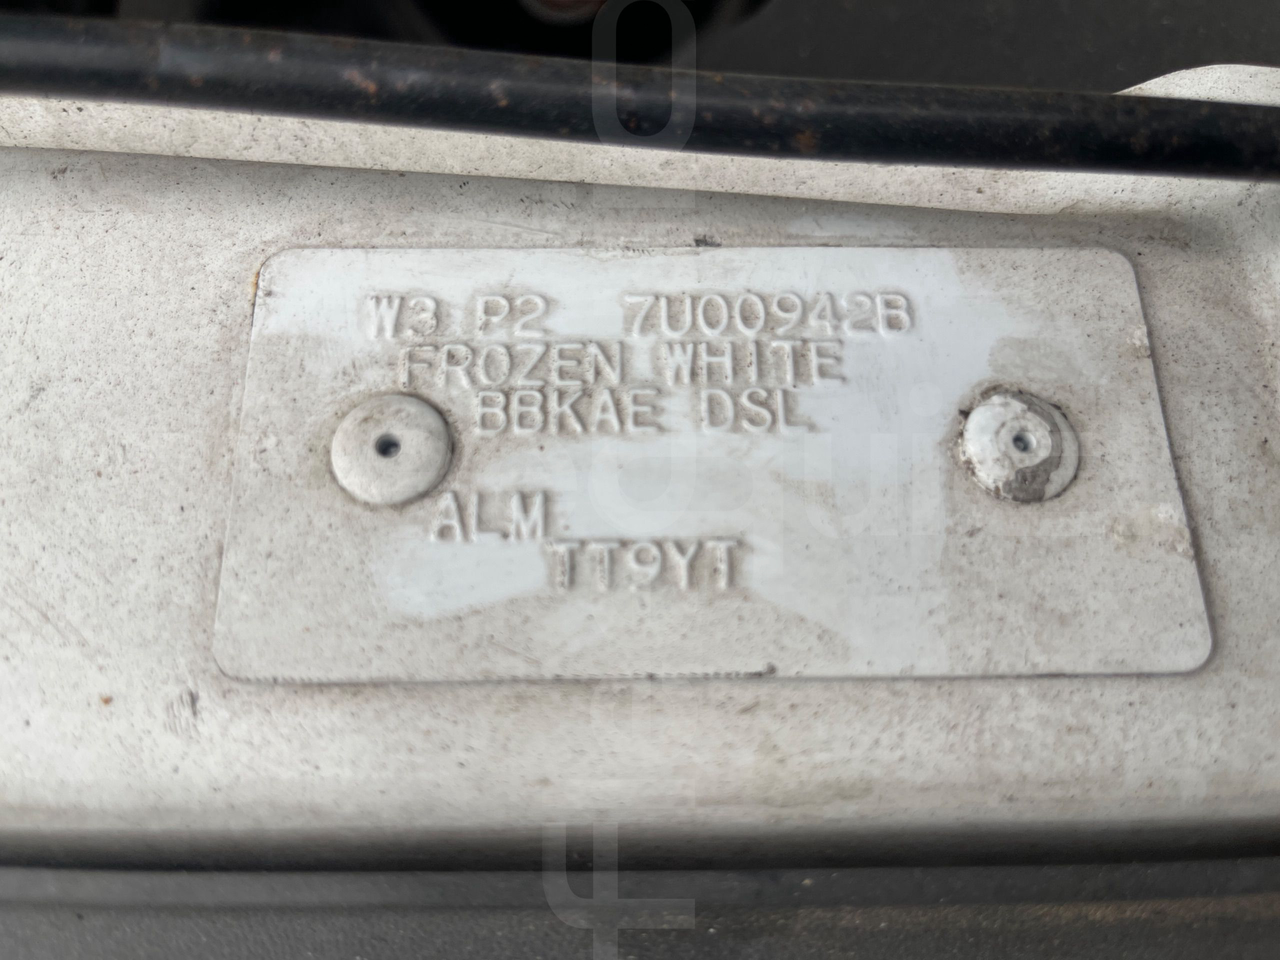 W3 P2 7U00942B
FROZEN WHITE
BBKAE DSL
ALM
TT9YT